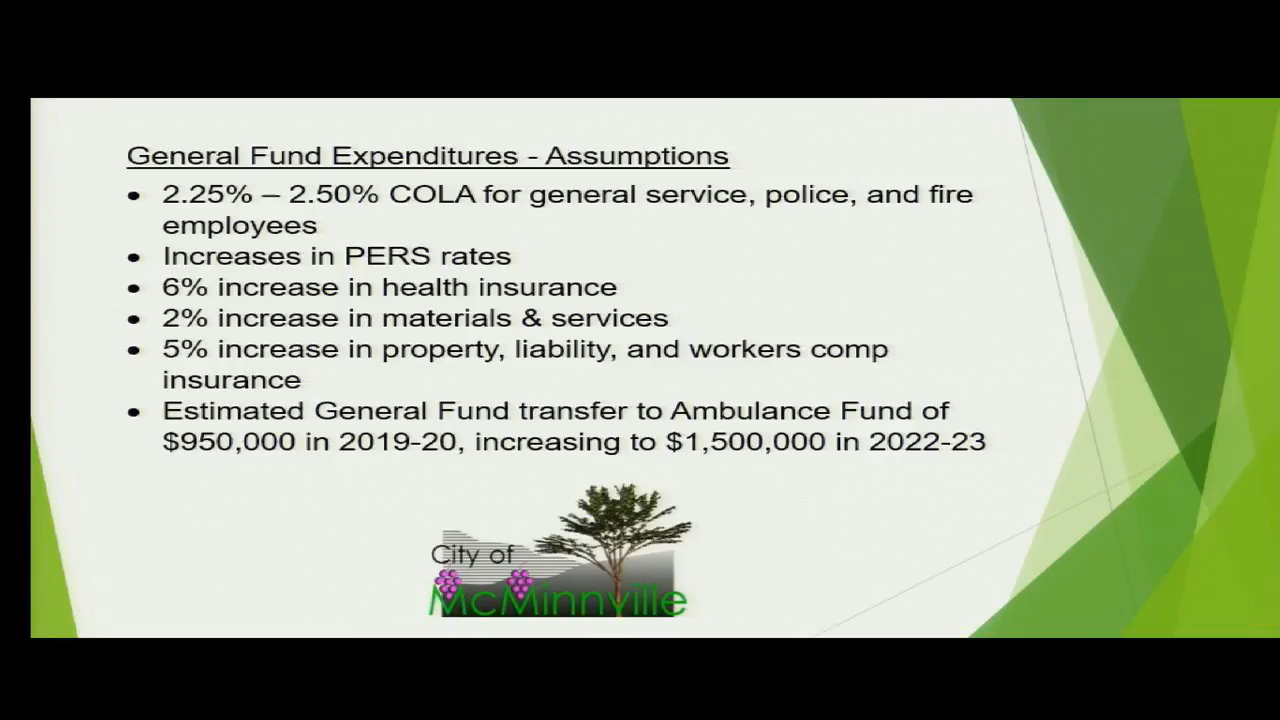 General Fund Expenditures - Assumptions
• 2.25% – 2.50% COLA for general service, police, and fire
employees
• Increases in PERS rates
• 6% increase in health insurance
• 2% increase in materials & services
• 5% increase in property, liability, and workers comp
insurance
• Estimated General Fund transfer to Ambulance Fund of
$950,000 in 2019-20, increasing to $1,500,000 in 2022-23
City of
McMinnville